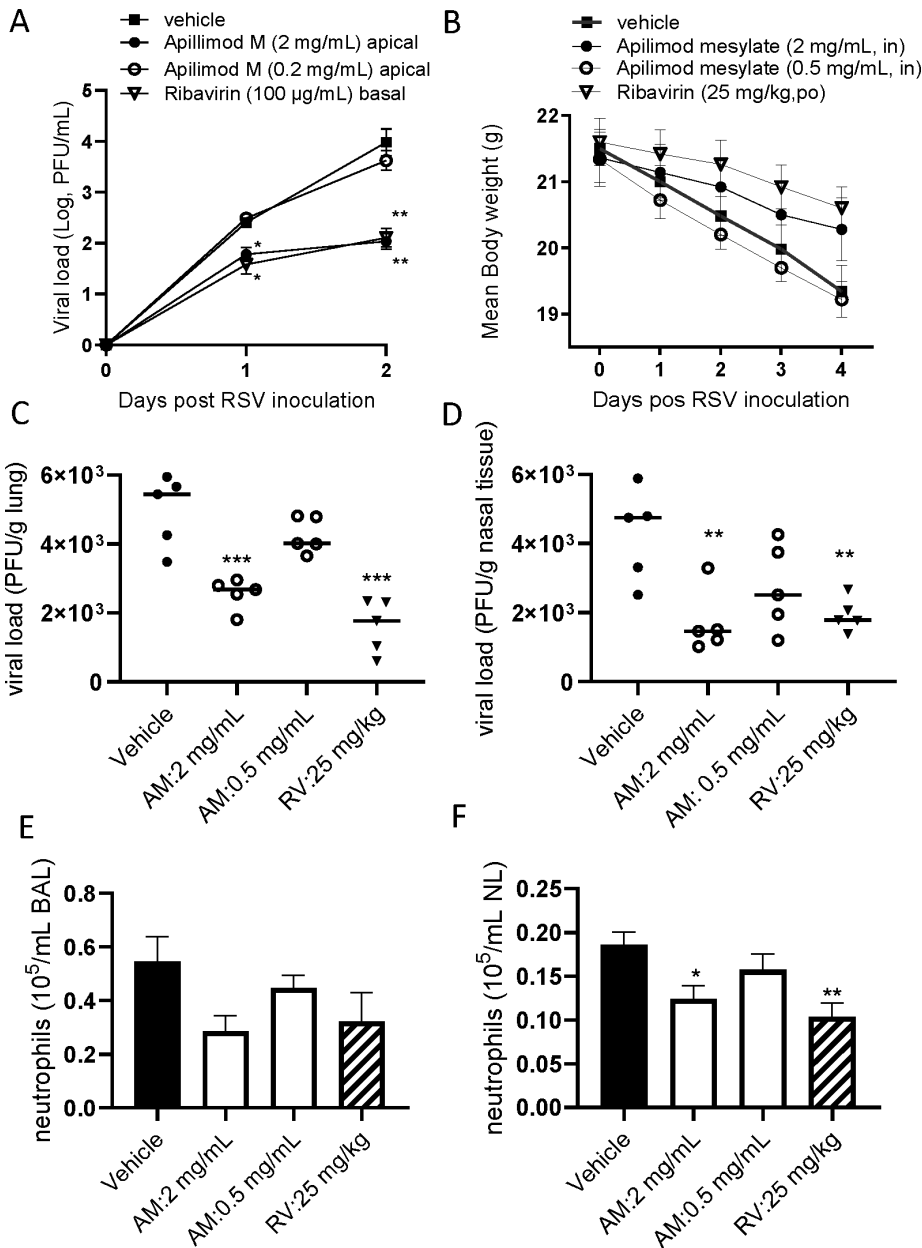 A
vehicle
Apillimod M (2 mg/mL) apical
Apilimod M (0.2 mg/mL) apical
Ribavirin (100 µg/mL) basal
Viral load (Log, PFU/mL)
5
4
3
2
1
0
*
*
**
**
0 1 2
Days post RSV inoculation
B
vehicle
Apilimod mesylate (2 mg/mL, in)
Apilimod mesylate (0.5 mg/mL, in)
Ribavirin (25 mg/kg,po)
Mean Body weight (g)
22
21
20
19
0 1 2 3 4
Days pos RSV inoculation
C
viral load (PFU/g lung)
6×10³
4×10³
2×10³
0
***
***
Vehicle
AM:2 mg/mL
AM:0.5 mg/mL
RV:25 mg/kg
D
viral load (PFU/g nasal tissue)
6×10³
4×10³
2×10³
0
**
**
Vehicle
AM:2 mg/mL
AM: 0.5 mg/mL
RV:25 mg/kg
E
neutrophils (10⁵/mL BAL)
0.8
0.6
0.4
0.2
0.0
Vehicle
AM:2 mg/mL
AM:0.5 mg/mL
RV:25 mg/kg
F
neutrophils (10⁵/mL NL)
0.25
0.20
0.15
0.10
0.05
0.00
*
**
Vehicle
AM:2 mg/mL
AM:0.5 mg/mL
RV:25 mg/kg